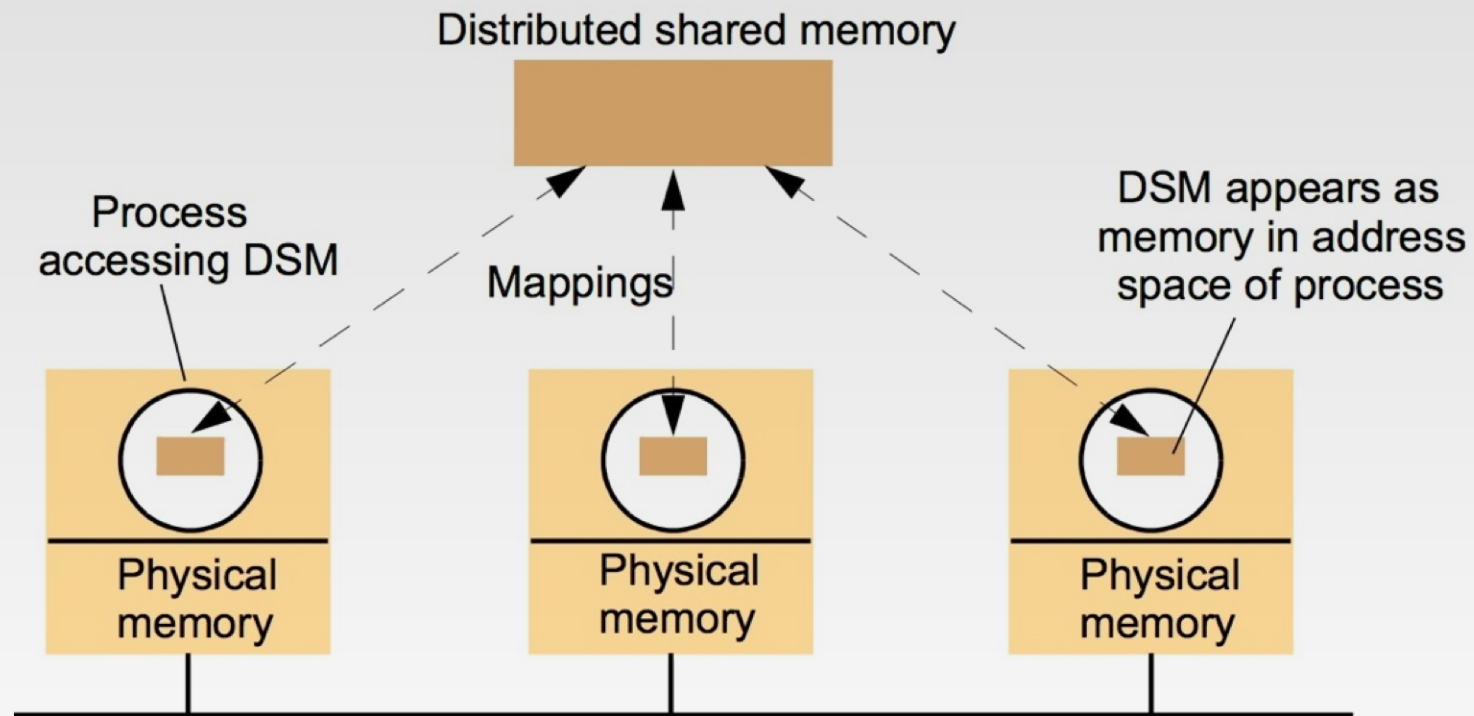 Distributed shared memory
Process
accessing DSM
Mappings
DSM appears as
memory in address
space of process
Physical
memory
Physical
memory
Physical
memory